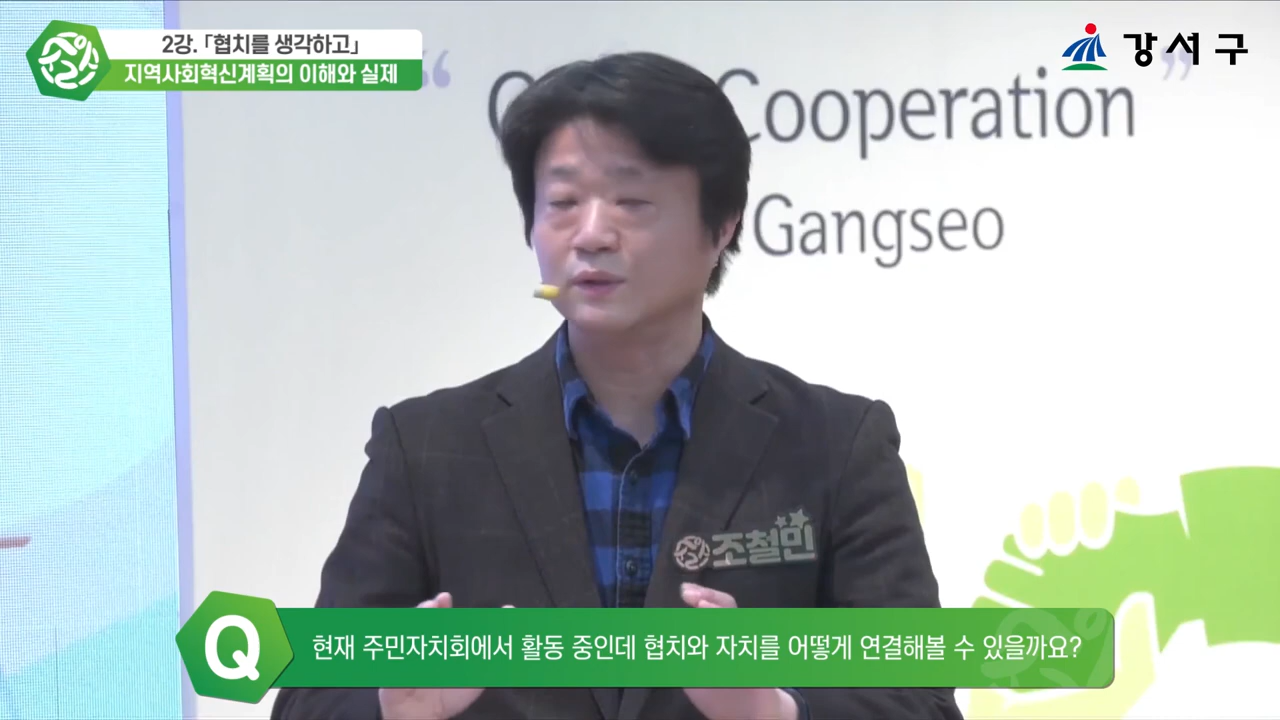 2강. 「협치를 생각하고」
지역사회혁신계획의 이해와 실제
강서구
“ Cooperation ”
Gangseo
조철민
Q 현재 주민자치회에서 활동 중인데 협치와 자치를 어떻게 연결해볼 수 있을까요?